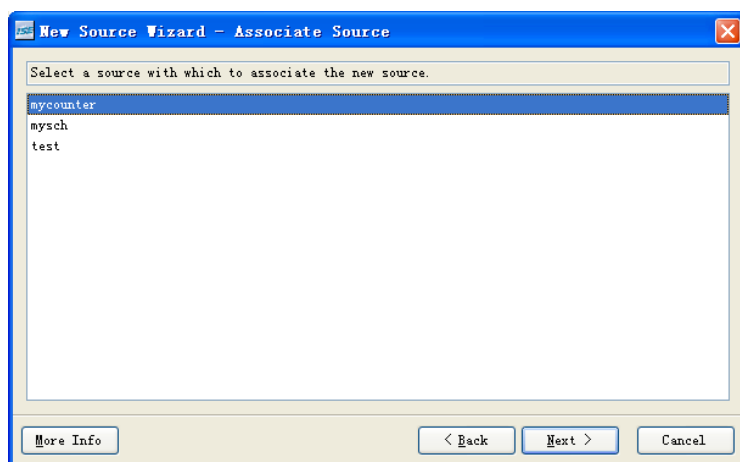 ISE New Source Wizard - Associate Source
Select a source with which to associate the new source.
mycounter
mysch
test
More Info
< Back
Next >
Cancel